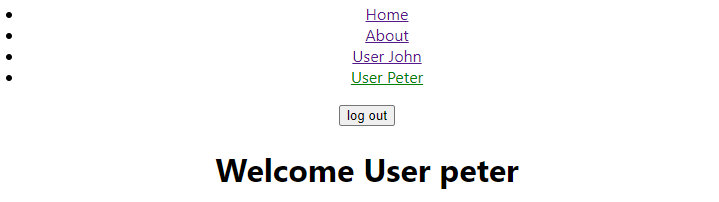 Home
About
User John
User Peter
log out
Welcome User peter